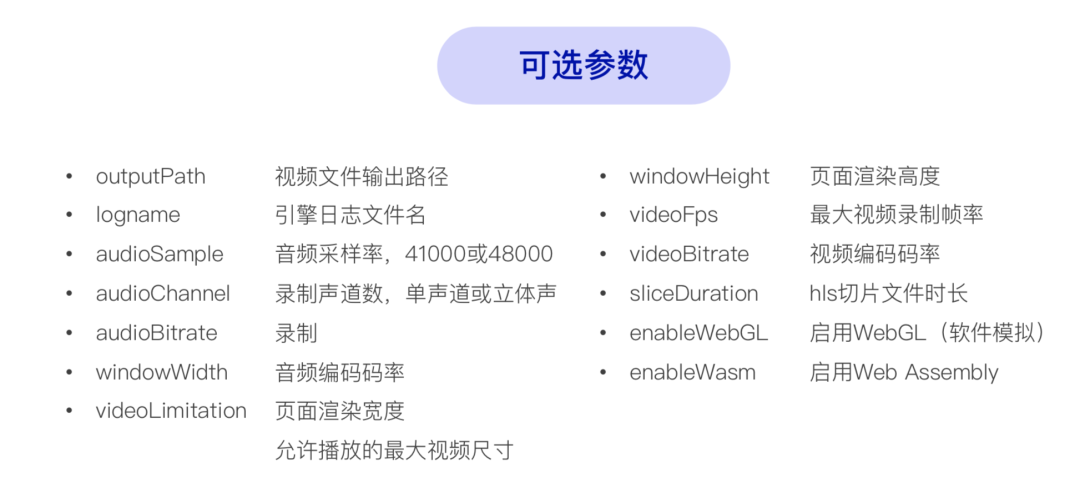 可选参数
• outputPath 视频文件输出路径
• logname 引擎日志文件名
• audioSample 音频采样率，41000或48000
• audioChannel 录制声道数，单声道或立体声
• audioBitrate 录制
• windowWidth 音频编码码率
• videoLimitation 页面渲染宽度
允许播放的最大视频尺寸
• windowHeight 页面渲染高度
• videoFps 最大视频录制帧率
• videoBitrate 视频编码码率
• sliceDuration hls切片文件时长
• enableWebGL 启用WebGL（软件模拟）
• enableWasm 启用Web Assembly